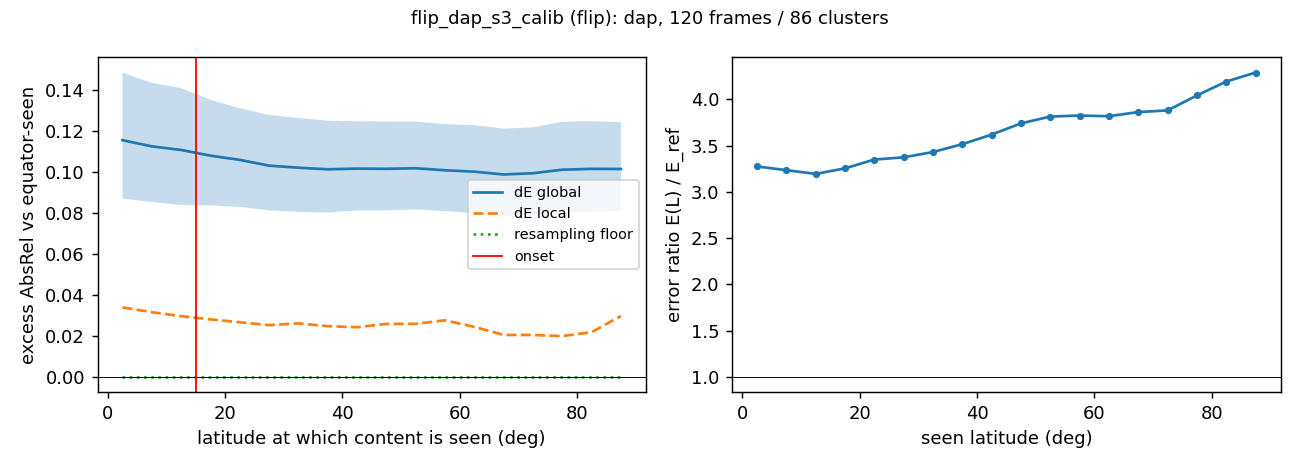 flip_dap_s3_calib (flip): dap, 120 frames / 86 clusters
excess AbsRel vs equator-seen
0.14
0.12
0.10
0.08
0.06
0.04
0.02
0.00
dE global
dE local
resampling floor
onset
0 20 40 60 80
latitude at which content is seen (deg)
error ratio E(L) / E_ref
4.0
3.5
3.0
2.5
2.0
1.5
1.0
0 20 40 60 80
seen latitude (deg)